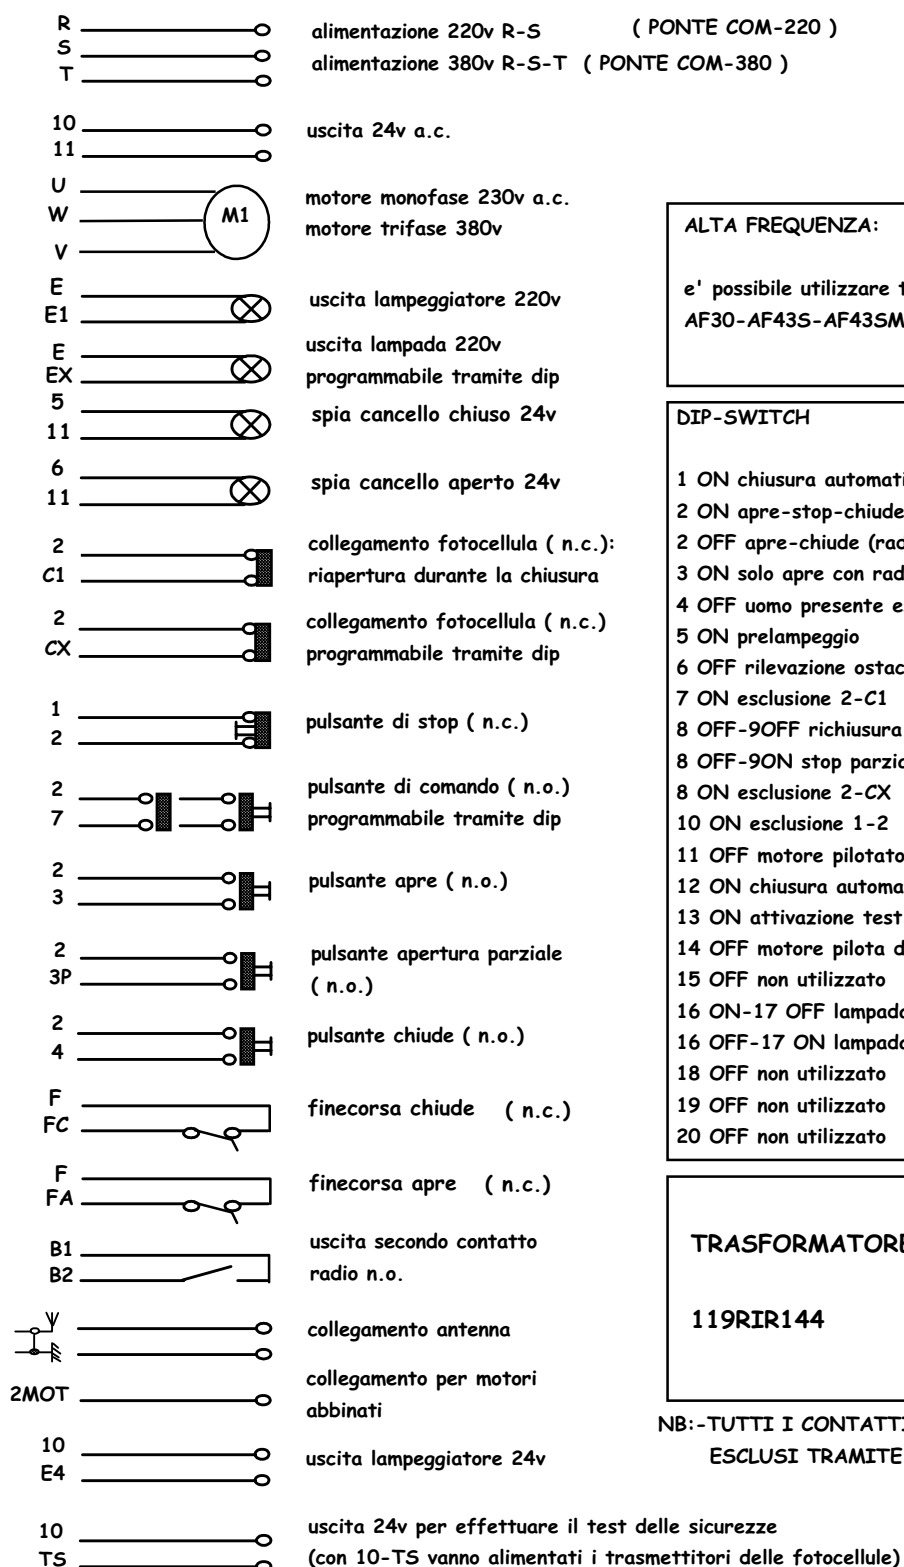 R
S
T
alimentazione 220v R-S ( PONTE COM-220 )
alimentazione 380v R-S-T ( PONTE COM-380 )
10
11
uscita 24v a.c.
U
W
V
M1
motore monofase 230v a.c.
motore trifase 380v
E
E1
uscita lampeggiatore 220v
E
EX
uscita lampada 220v
programmabile tramite dip
5
11
spia cancello chiuso 24v
6
11
spia cancello aperto 24v
2
C1
collegamento fotocellula ( n.c.):
riapertura durante la chiusura
2
CX
collegamento fotocellula ( n.c.)
programmabile tramite dip
1
2
pulsante di stop ( n.c.)
2
7
pulsante di comando ( n.o.)
programmabile tramite dip
2
3
pulsante apre ( n.o.)
2
3P
pulsante apertura parziale
( n.o.)
2
4
pulsante chiude ( n.o.)
F
FC
finecorsa chiude ( n.c.)
F
FA
finecorsa apre ( n.c.)
B1
B2
uscita secondo contatto
radio n.o.
collegamento antenna
2MOT
collegamento per motori
abbinati
10
E4
uscita lampeggiatore 24v
10
TS
uscita 24v per effettuare il test delle sicurezze
(con 10-TS vanno alimentati i trasmettitori delle fotocellule)
ALTA FREQUENZA:
e' possibile utilizzare
AF30-AF43S-AF43SM
DIP-SWITCH
1 ON chiusura
2 ON apre-stop-chiude
2 OFF apre-chiude
3 ON solo apre con
4 OFF uomo presente
5 ON prelampeggio
6 OFF rilevazione
7 ON esclusione 2-C1
8 OFF-9OFF richiusura
8 OFF-9ON stop
8 ON esclusione 2-CX
10 ON esclusione 1-2
11 OFF motore pilotato
12 ON chiusura
13 ON attivazione test
14 OFF motore pilota
15 OFF non utilizzato
16 ON-17 OFF
16 OFF-17 ON
18 OFF non utilizzato
19 OFF non utilizzato
20 OFF non utilizzato
TRASFORMATORE
119RIR144
NB:-TUTTI I CONTATTI
ESCLUSI TRAMITE